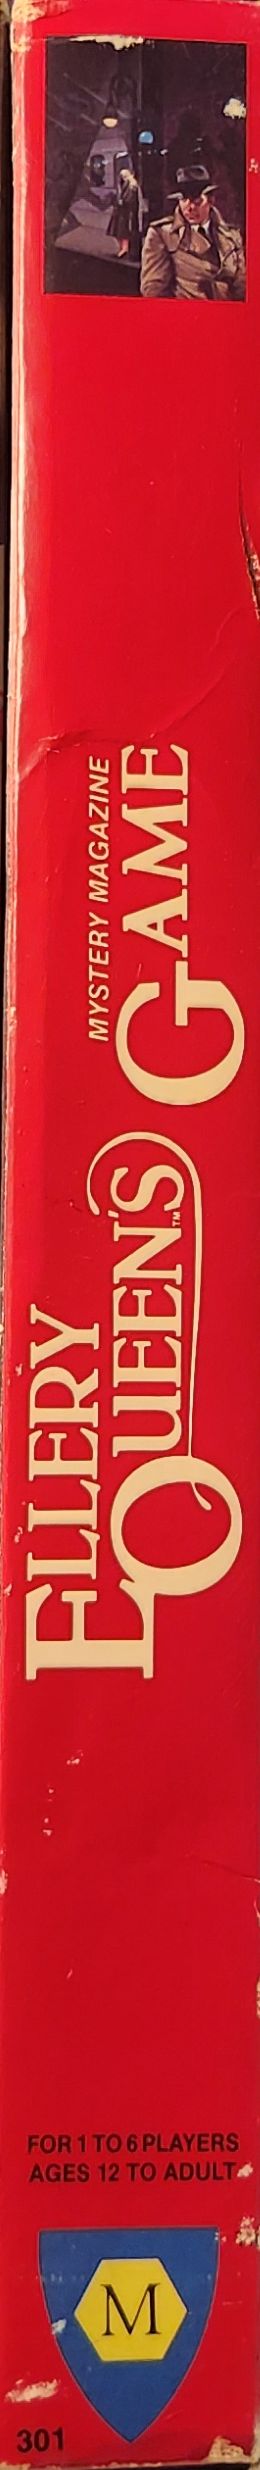 ELLERY
QUEEN'S™
MYSTERY MAGAZINE
GAME
FOR 1 TO 6 PLAYERS
AGES 12 TO ADULT
M
301